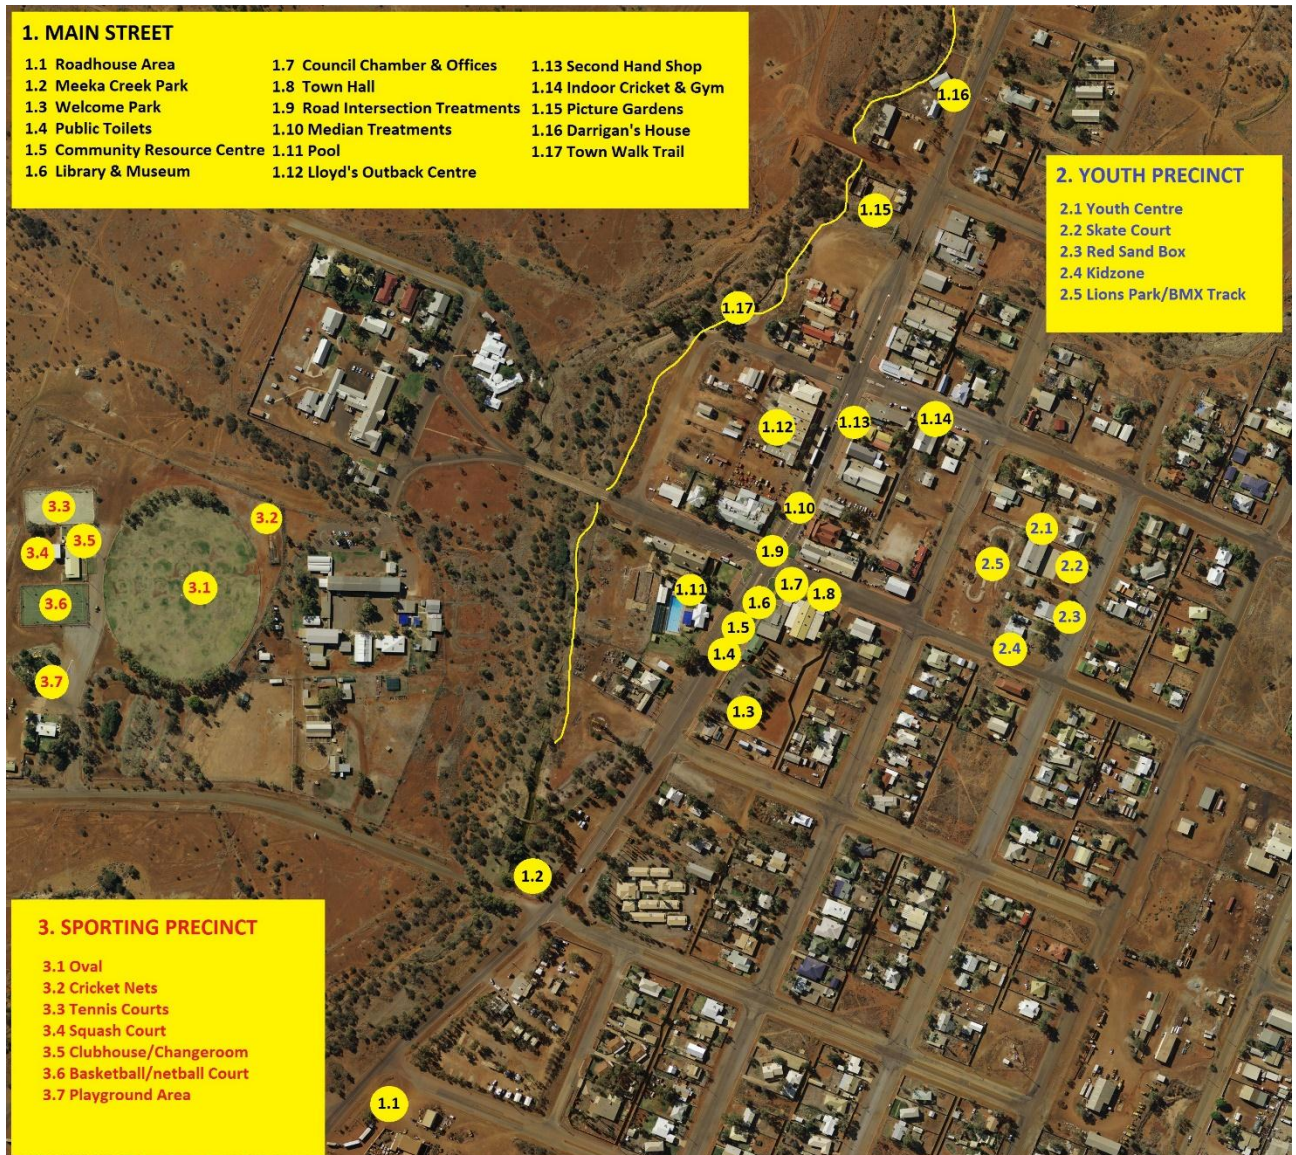 1. MAIN STREET
1.1 Roadhouse Area
1.2 Meeka Creek Park
1.3 Welcome Park
1.4 Public Toilets
1.5 Community Resource Centre
1.6 Library & Museum
1.7 Council Chamber & Offices
1.8 Town Hall
1.9 Road Intersection Treatments
1.10 Median Treatments
1.11 Pool
1.12 Lloyd's Outback Centre
1.13 Second Hand Shop
1.14 Indoor Cricket & Gym
1.15 Picture Gardens
1.16 Darrigan's House
1.17 Town Walk Trail
2. YOUTH PRECINCT
2.1 Youth Centre
2.2 Skate Court
2.3 Red Sand Box
2.4 Kidzone
2.5 Lions Park/BMX Track
1.16
1.15
1.17
1.12
1.13
1.14
1.10
1.9
1.11
1.7
1.8
1.6
1.5
1.4
1.3
2.1
2.5
2.2
2.3
2.4
3.3
3.2
3.5
3.4
3.1
3.6
3.7
1.2
1.1
3. SPORTING PRECINCT
3.1 Oval
3.2 Cricket Nets
3.3 Tennis Courts
3.4 Squash Court
3.5 Clubhouse/Changeroom
3.6 Basketball/netball Court
3.7 Playground Area